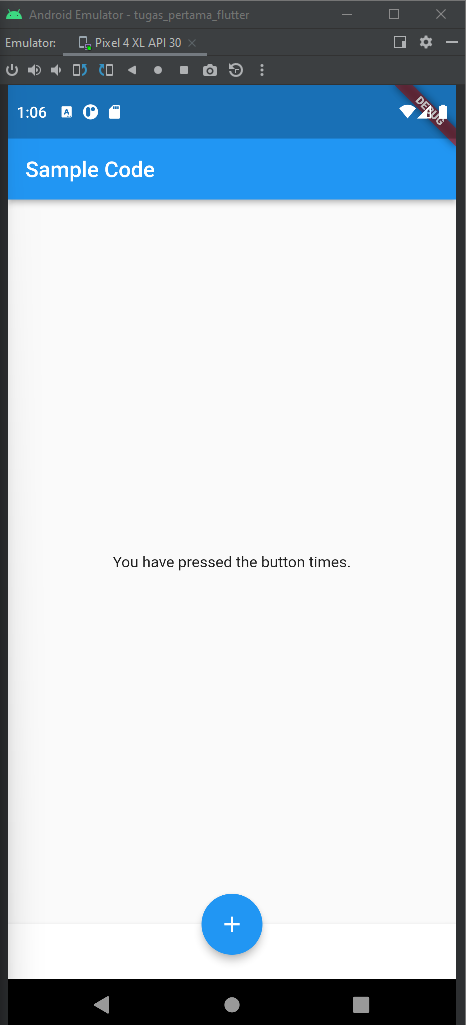 Android Emulator - tugas_pertama_flutter
Emulator:
Pixel 4 XL API 30
1:06
A
DEBUG
Sample Code
You have pressed the button times.